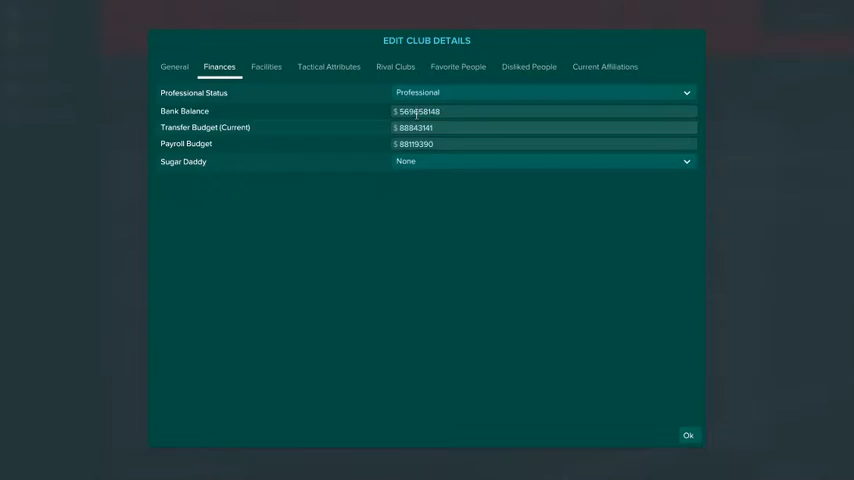 EDIT CLUB DETAILS
General Finances Facilities Tactical Attributes Rival Clubs Favorite People Disliked People Current Affiliations
Professional Status Professional
Bank Balance $ 569658148
Transfer Budget (Current) $ 88843141
Payroll Budget $ 88119390
Sugar Daddy None
Ok